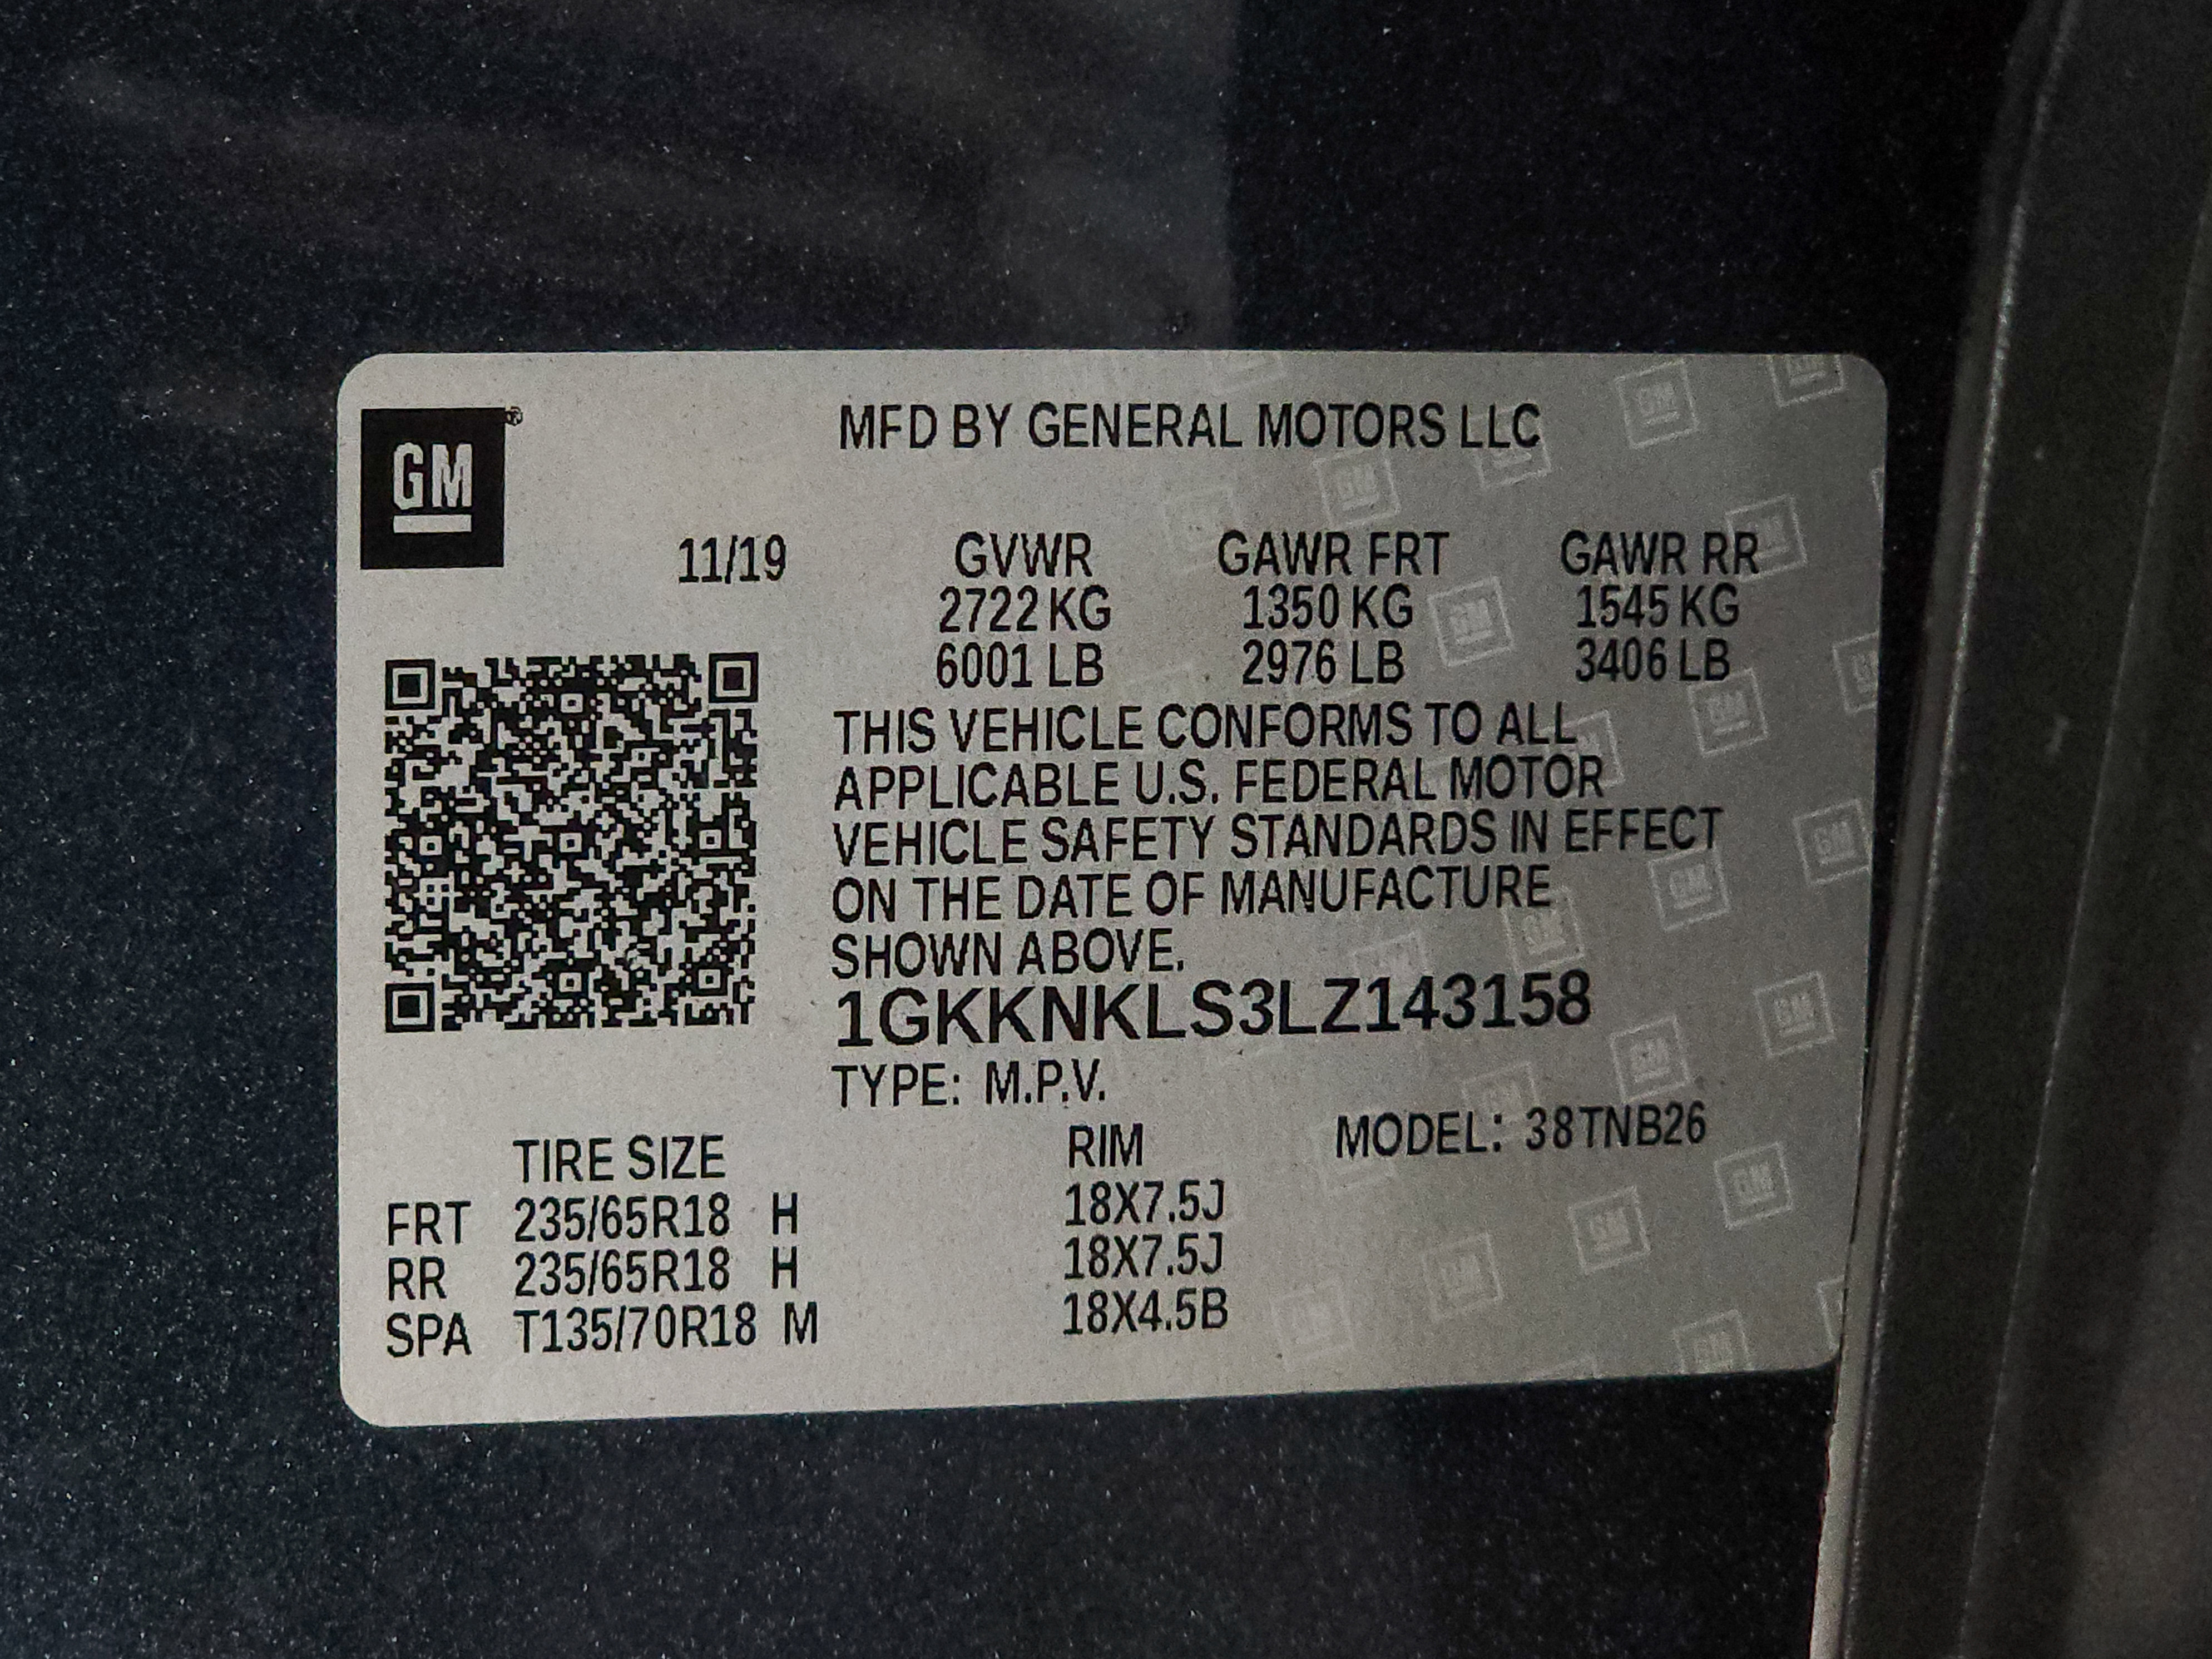 GM®
MFD BY GENERAL MOTORS LLC
11/19 GVWR GAWR FRT GAWR RR
2722 KG 1350 KG 1545 KG
6001 LB 2976 LB 3406 LB
THIS VEHICLE CONFORMS TO ALL
APPLICABLE U.S. FEDERAL MOTOR
VEHICLE SAFETY STANDARDS IN EFFECT
ON THE DATE OF MANUFACTURE
SHOWN ABOVE.
1GKKNKLS3LZ143158
TYPE: M.P.V.
TIRE SIZE RIM MODEL: 38TNB26
FRT 235/65R18 H 18X7.5J
RR 235/65R18 H 18X7.5J
SPA T135/70R18 M 18X4.5B